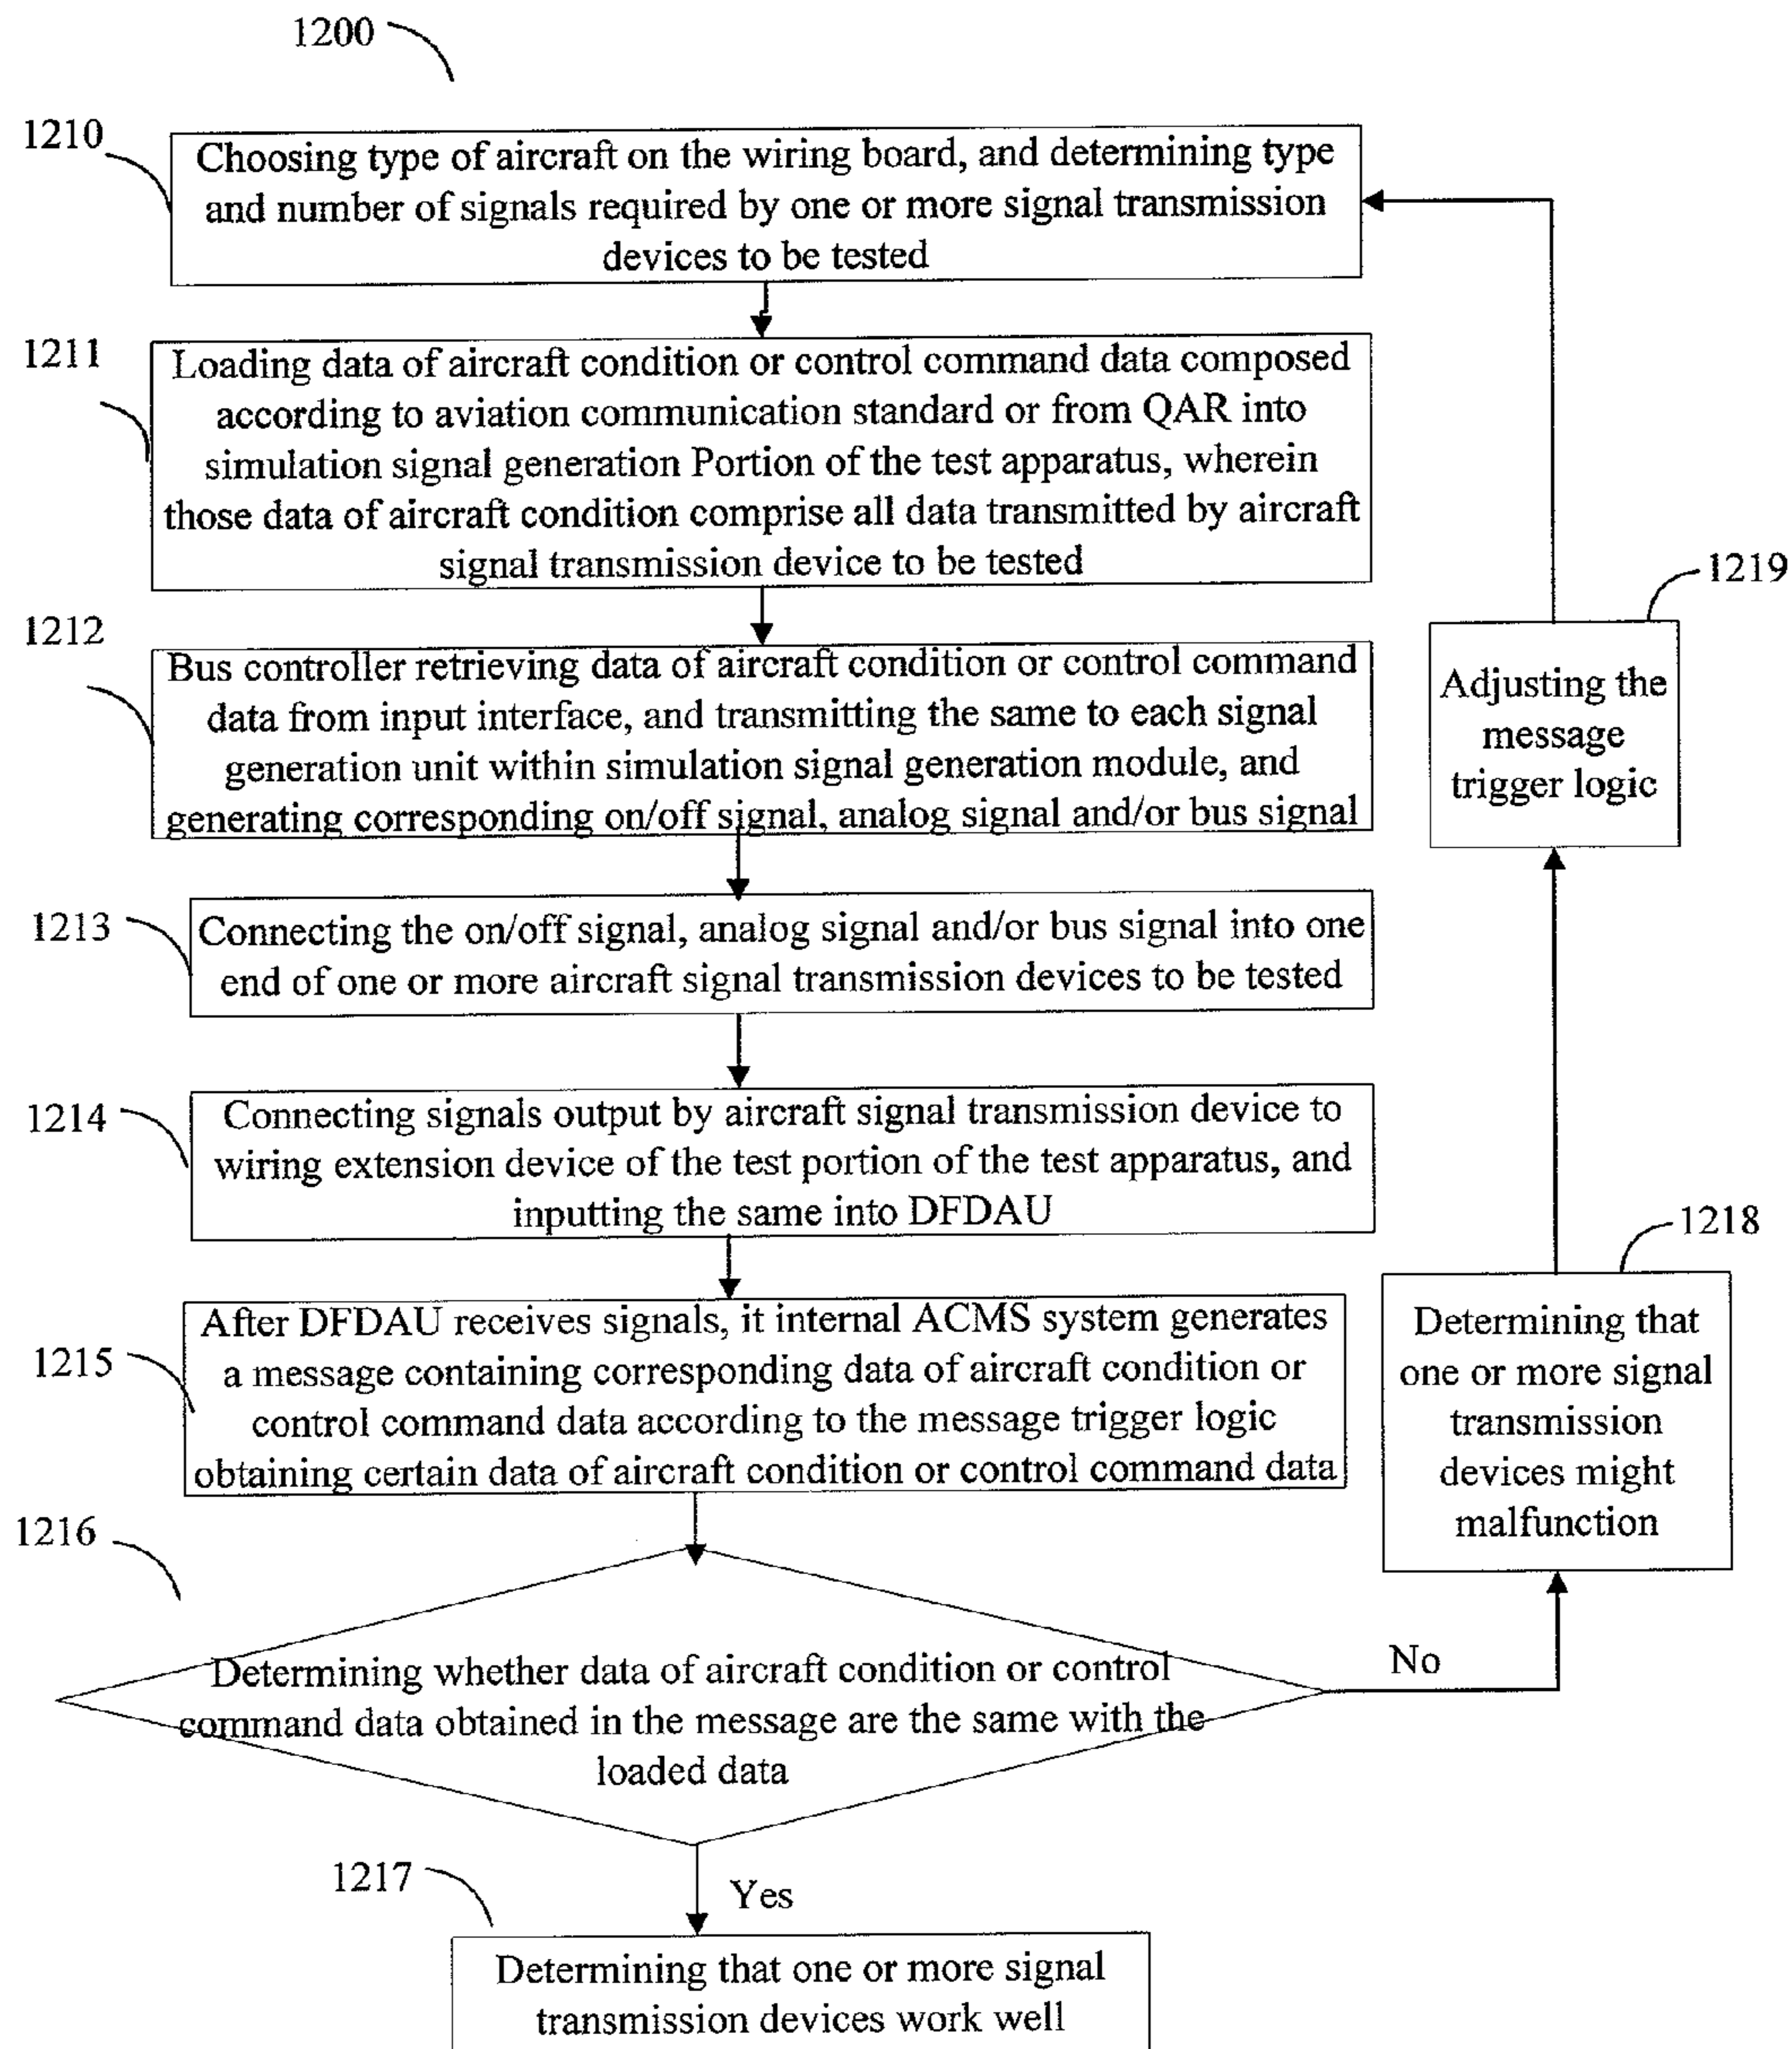 1200
1210
Choosing type of aircraft on the wiring board, and determining type
and number of signals required by one or more signal transmission
devices to be tested
1211
Loading data of aircraft condition or control command data composed
according to aviation communication standard or from QAR into
simulation signal generation Portion of the test apparatus, wherein
those data of aircraft condition comprise all data transmitted by aircraft
signal transmission device to be tested
1212
Bus controller retrieving data of aircraft condition or control command
data from input interface, and transmitting the same to each signal
generation unit within simulation signal generation module, and
generating corresponding on/off signal, analog signal and/or bus signal
1213
Connecting the on/off signal, analog signal and/or bus signal into one
end of one or more aircraft signal transmission devices to be tested
1214
Connecting signals output by aircraft signal transmission device to
wiring extension device of the test portion of the test apparatus, and
inputting the same into DFDAU
1215
After DFDAU receives signals, it internal ACMS system generates
a message containing corresponding data of aircraft condition or
control command data according to the message trigger logic
obtaining certain data of aircraft condition or control command data
1216
Determining whether data of aircraft condition or control
command data obtained in the message are the same with the
loaded data
No
Yes
1217
Determining that one or more signal
transmission devices work well
1218
Determining that
one or more signal
transmission
devices might
malfunction
1219
Adjusting the
message
trigger logic